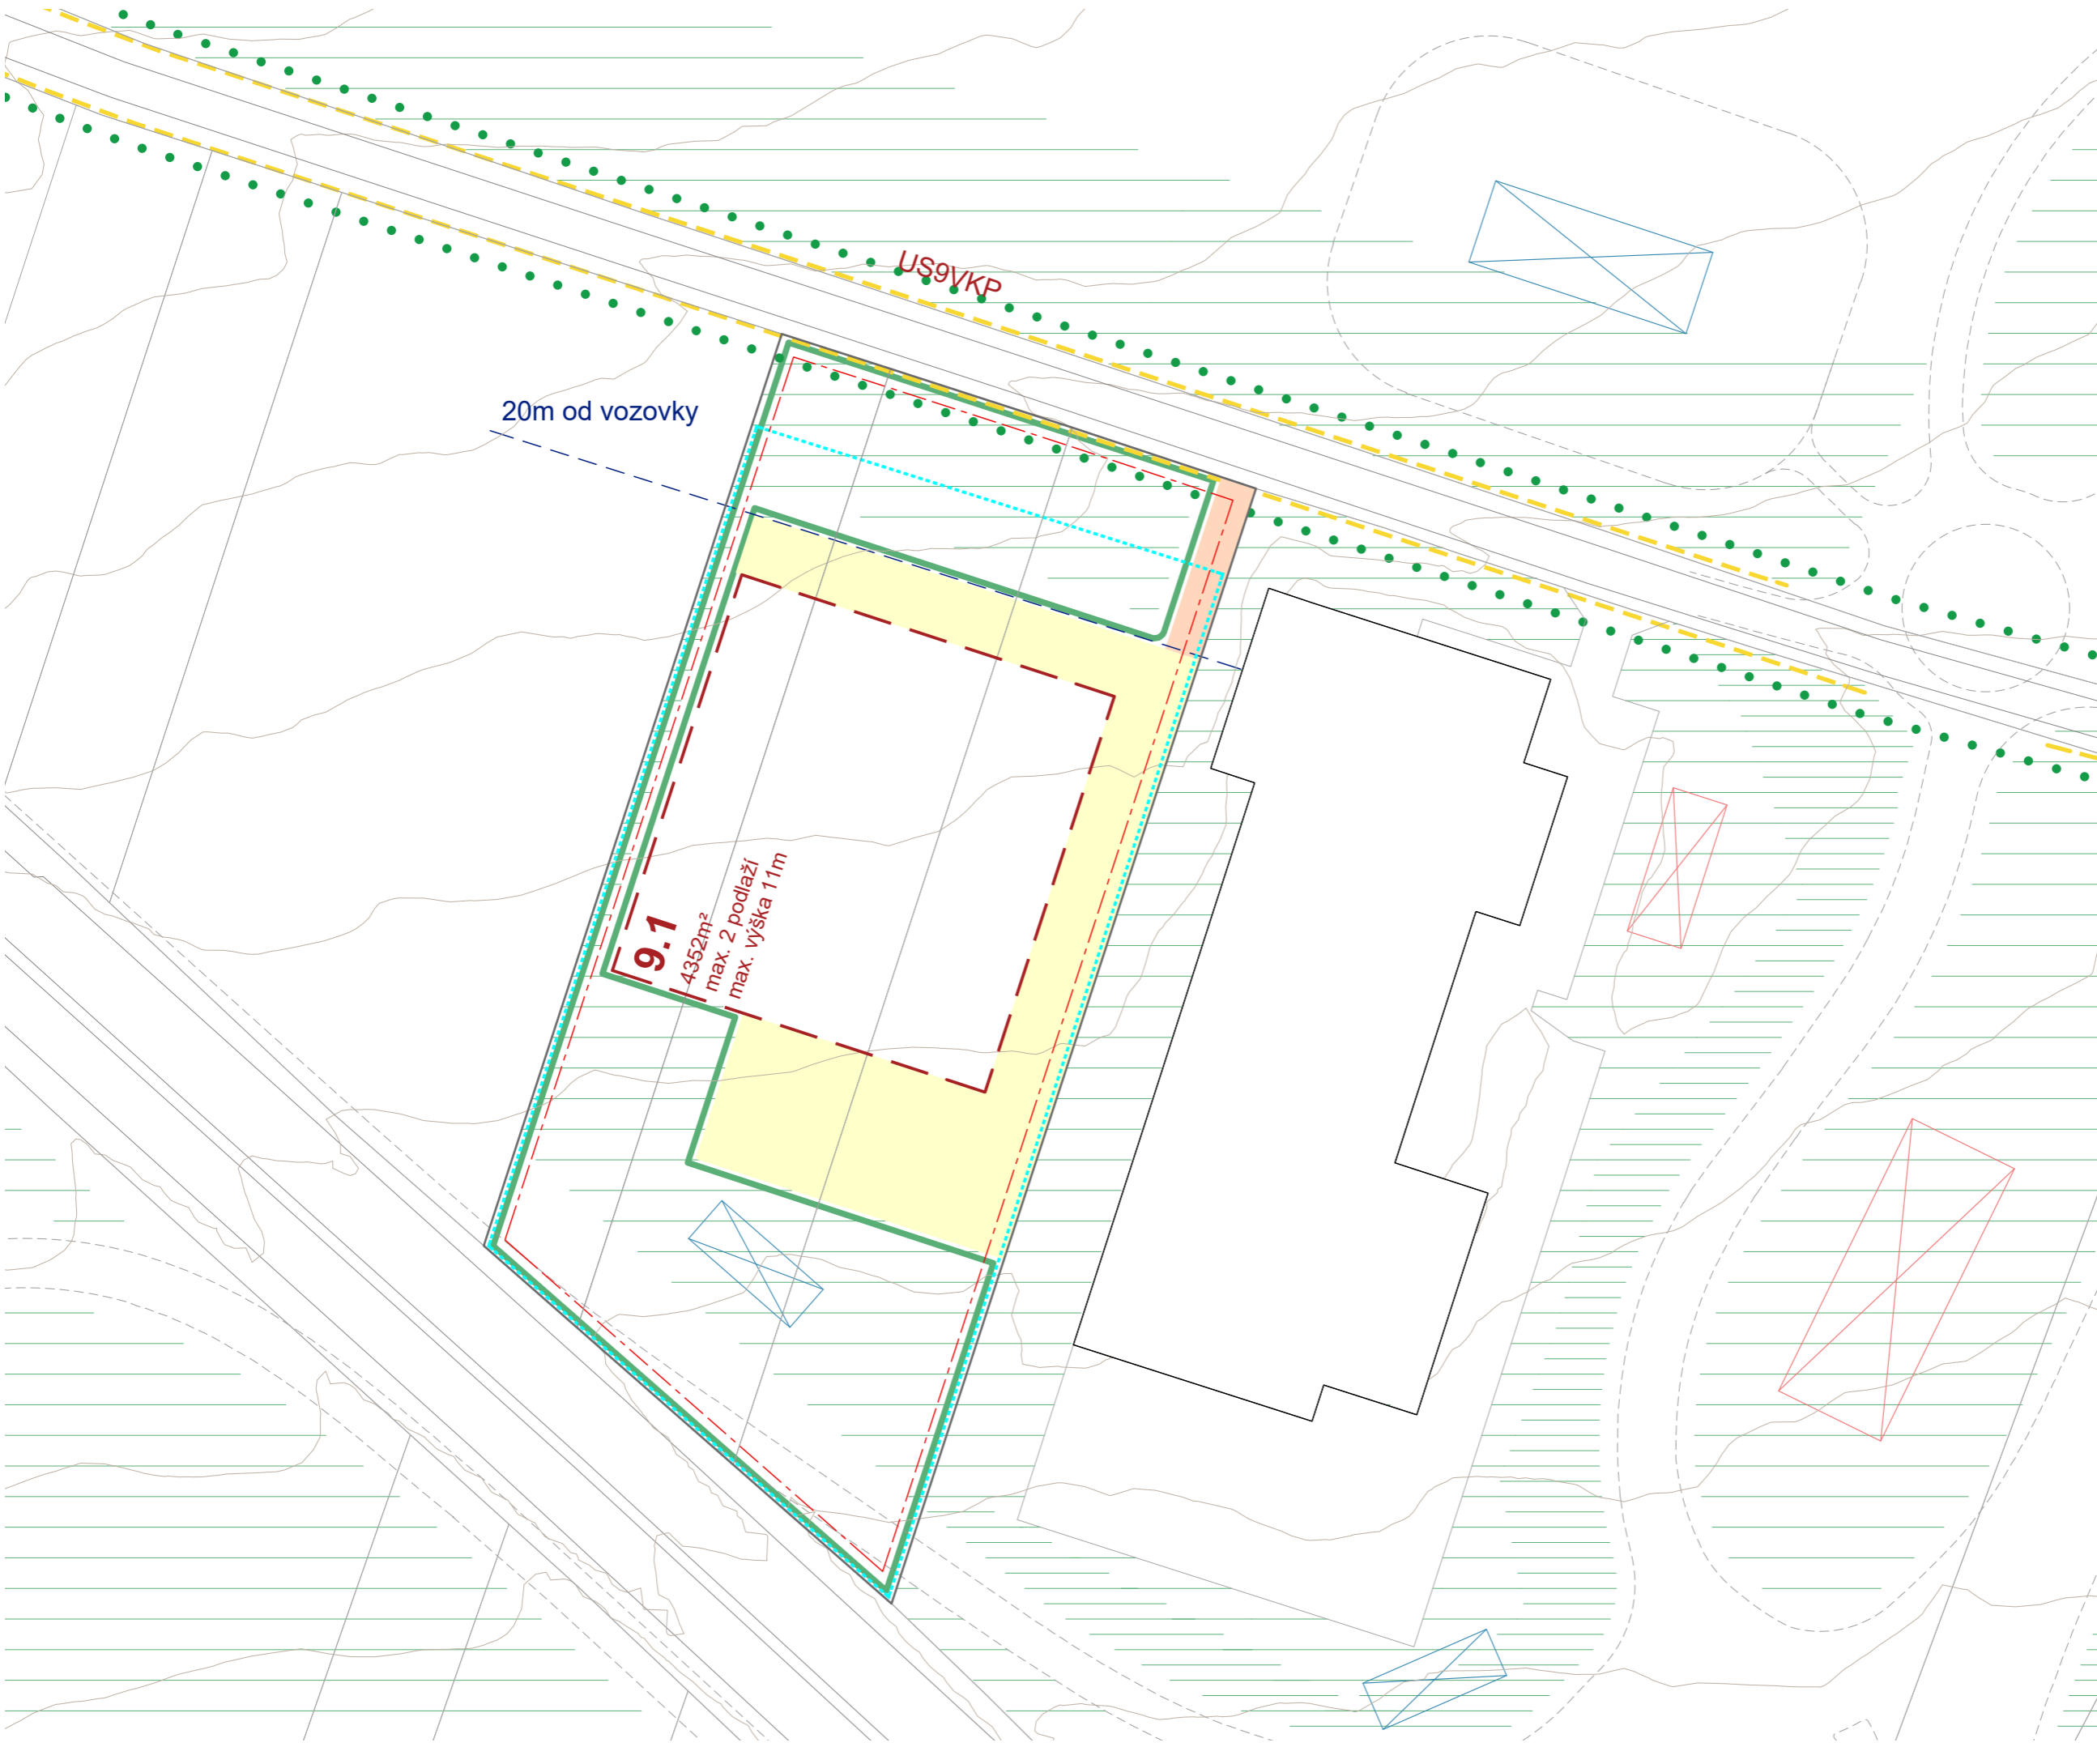 US9VKP
20m od vozovky
9.1
4352m²
max. 2 podlaží
max. výška 11m